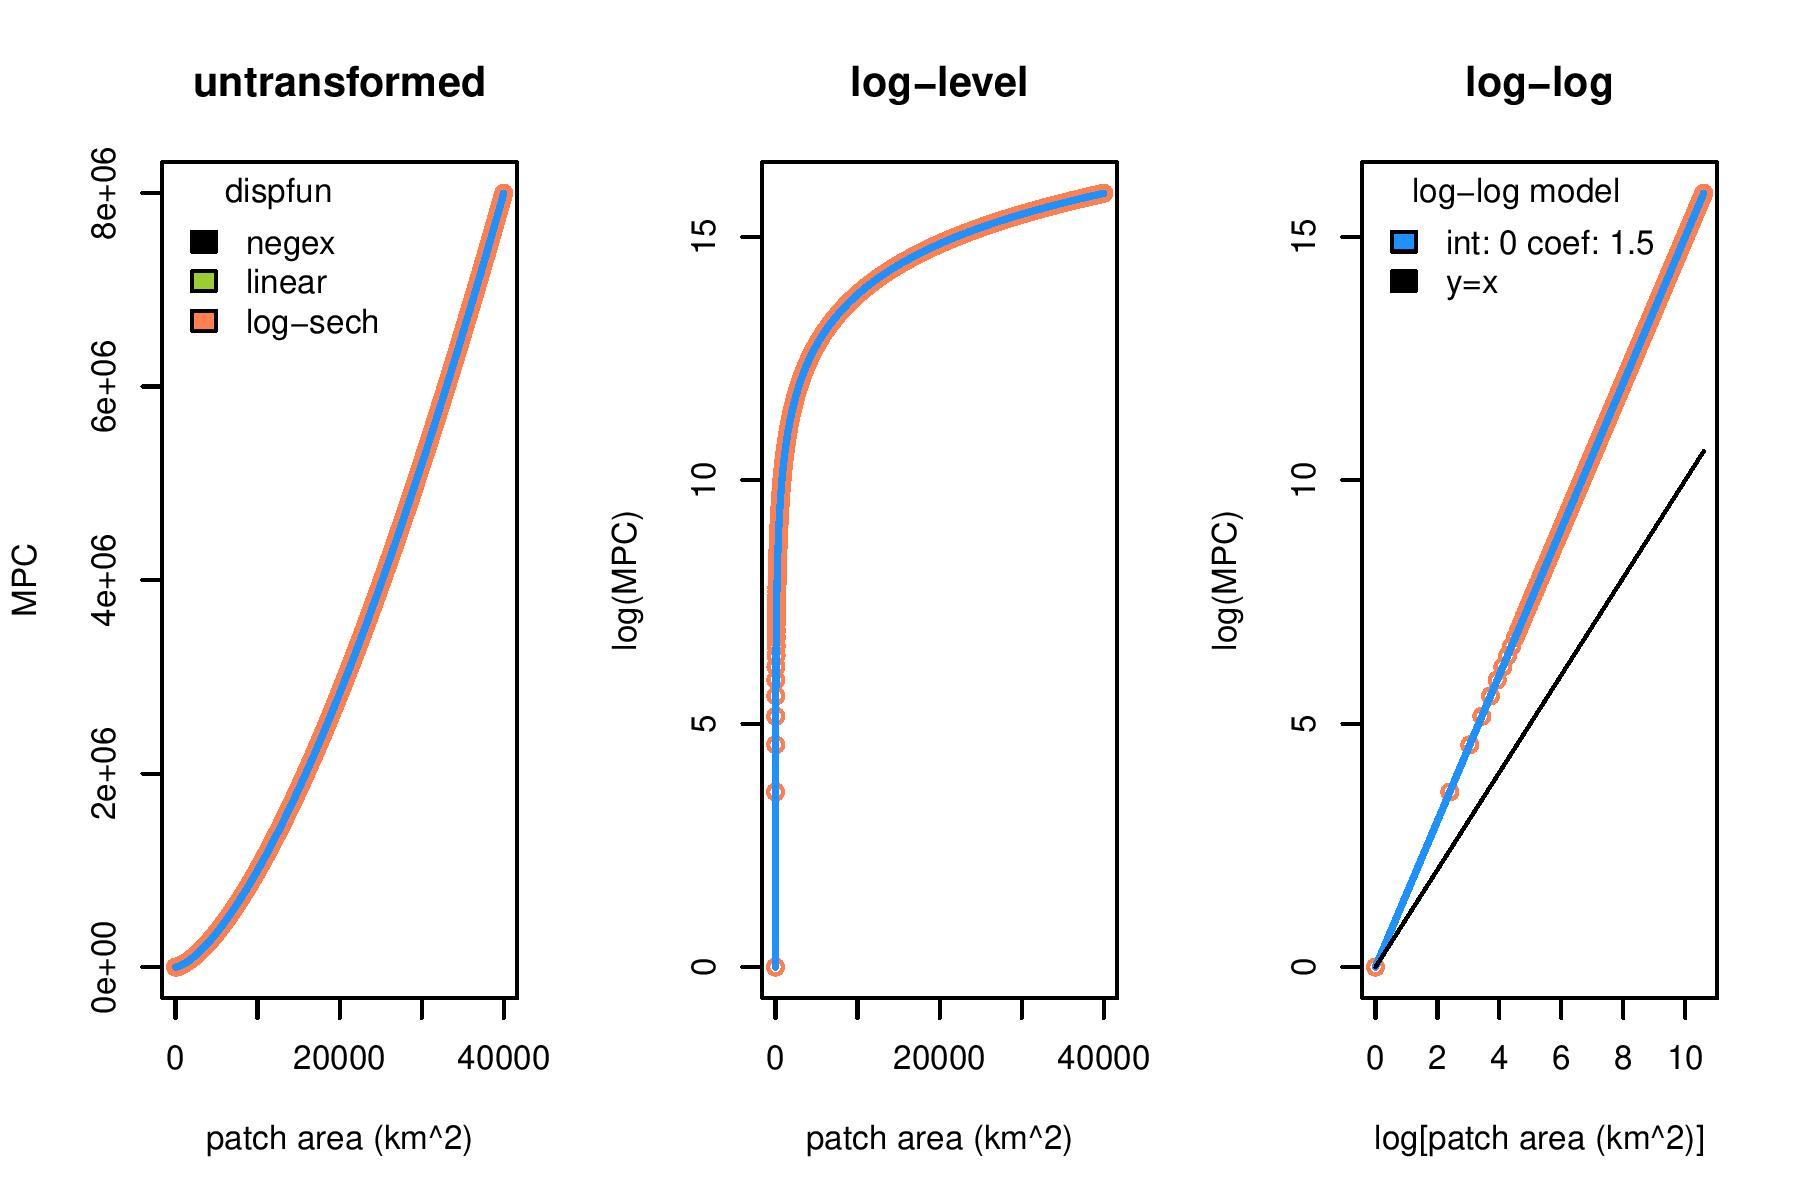 untransformed
MPC
8e+06
6e+06
4e+06
2e+06
0e+00
dispfun
negex
linear
log−sech
0
20000
40000
patch area (km^2)
log−level
log(MPC)
15
10
5
0
0
20000
40000
patch area (km^2)
log−log
log(MPC)
15
10
5
0
log−log model
int: 0 coef: 1.5
y=x
0 2 4 6 8 10
log[patch area (km^2)]